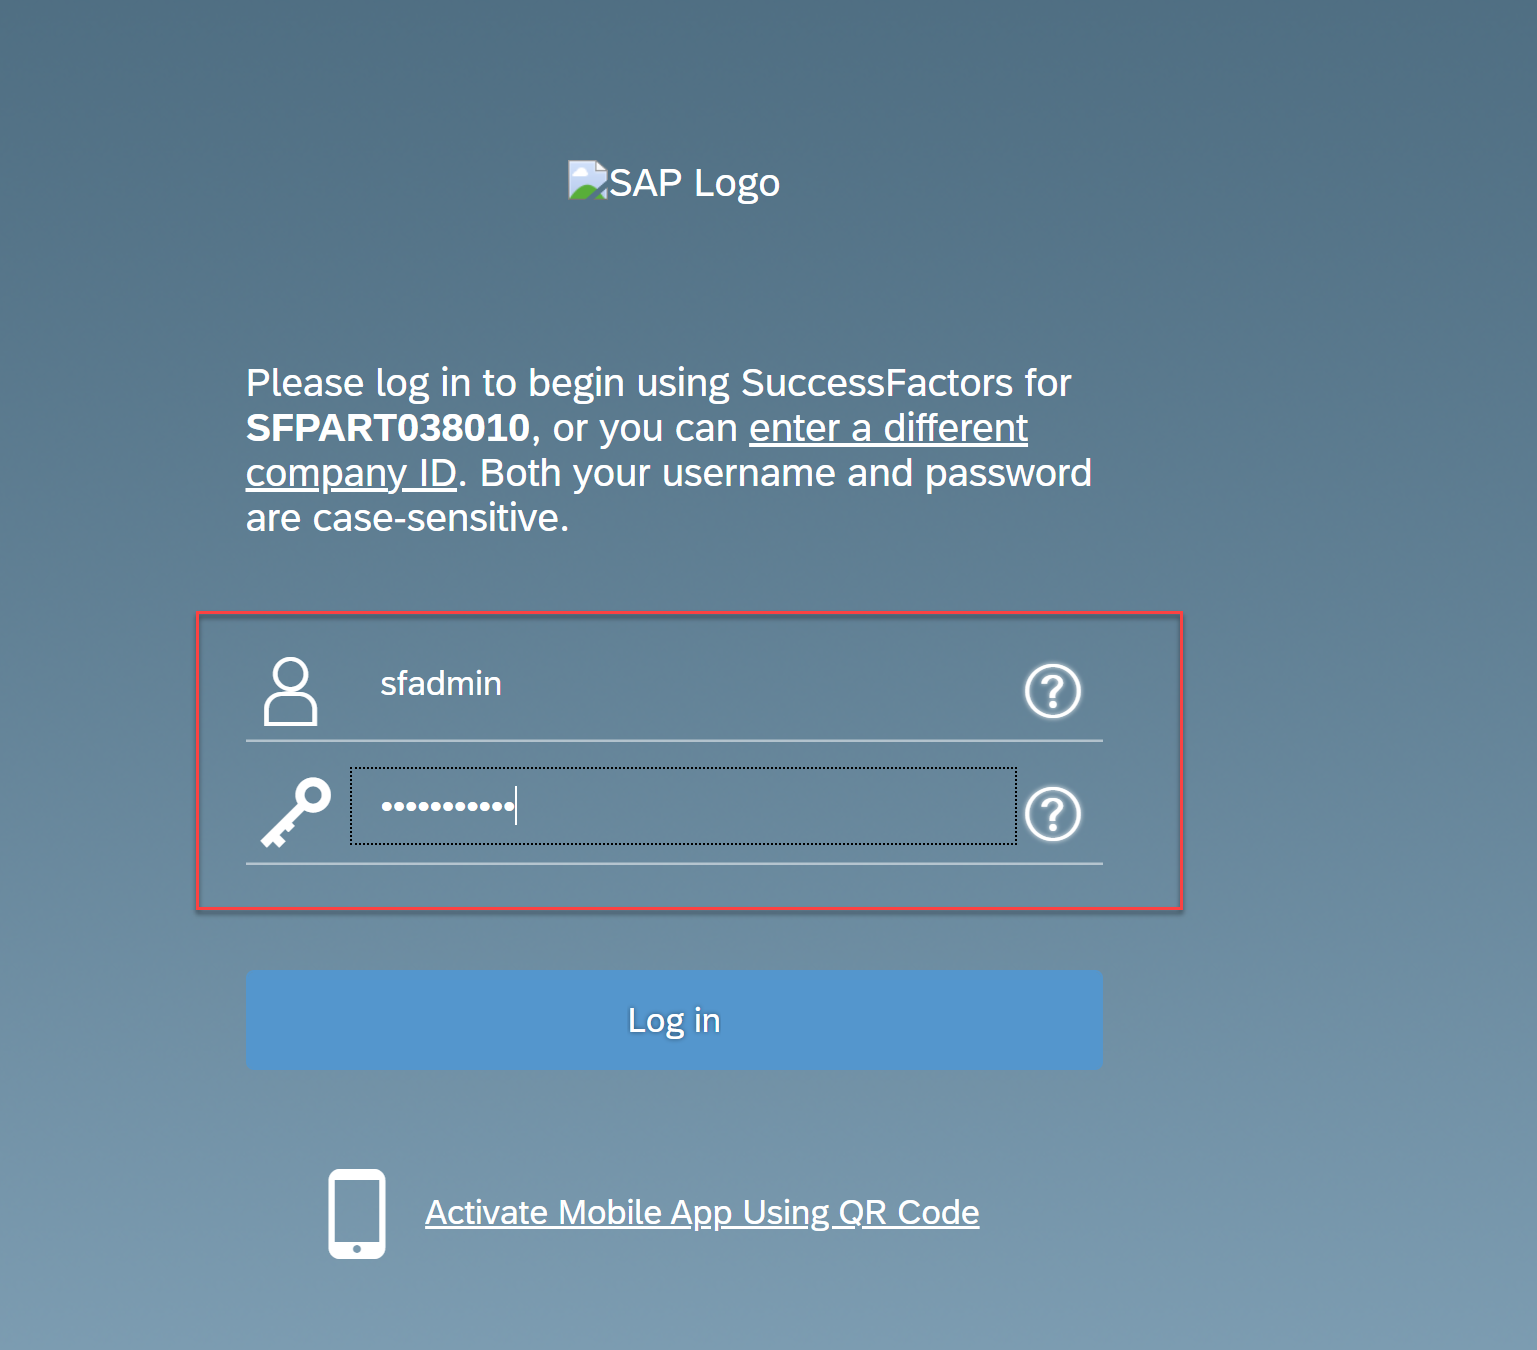 SAP Logo
Please log in to begin using SuccessFactors for
SFPART038010, or you can enter a different
company ID. Both your username and password
are case-sensitive.
sfadmin
?
•••••••••••
?
Log in
Activate Mobile App Using QR Code